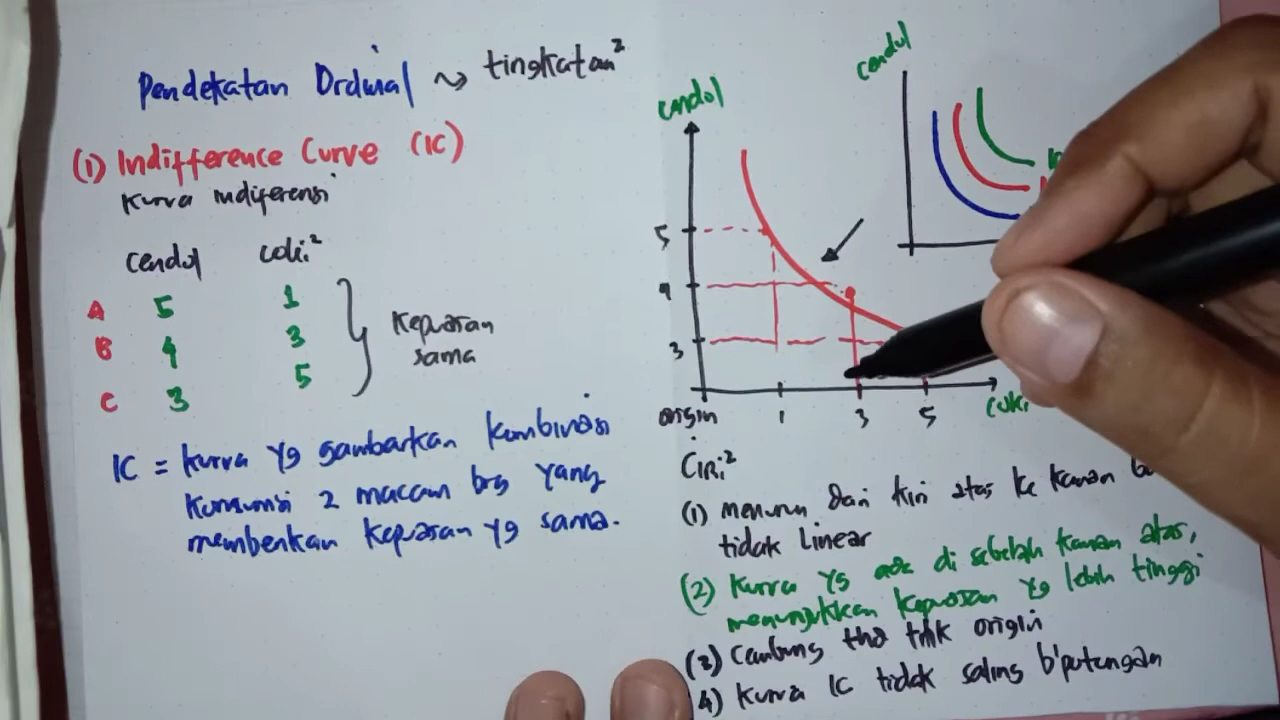 Pendekatan Ordinal ~> tingkatan²
(1) Indifference Curve (IC)
Kurva indiferensi
cendol coki²
A 5 1
B 4 3
C 3 5
Kepuasan
sama
IC = kurva yg gambarkan kombinasi
konsumsi 2 macam brg yang
memberikan kepuasan yg sama.
cendol
5
4
3
origin 1 3 5 coki
cendol
Ciri²
(1) menurun dari kiri atas ke kanan
tidak Linear
(2) kurva yg ada di sebelah kanan atas,
menunjukkan kepuasan yg lebih tinggi
(3) cembung thd titik origin
4) kurva IC tidak saling b'potongan